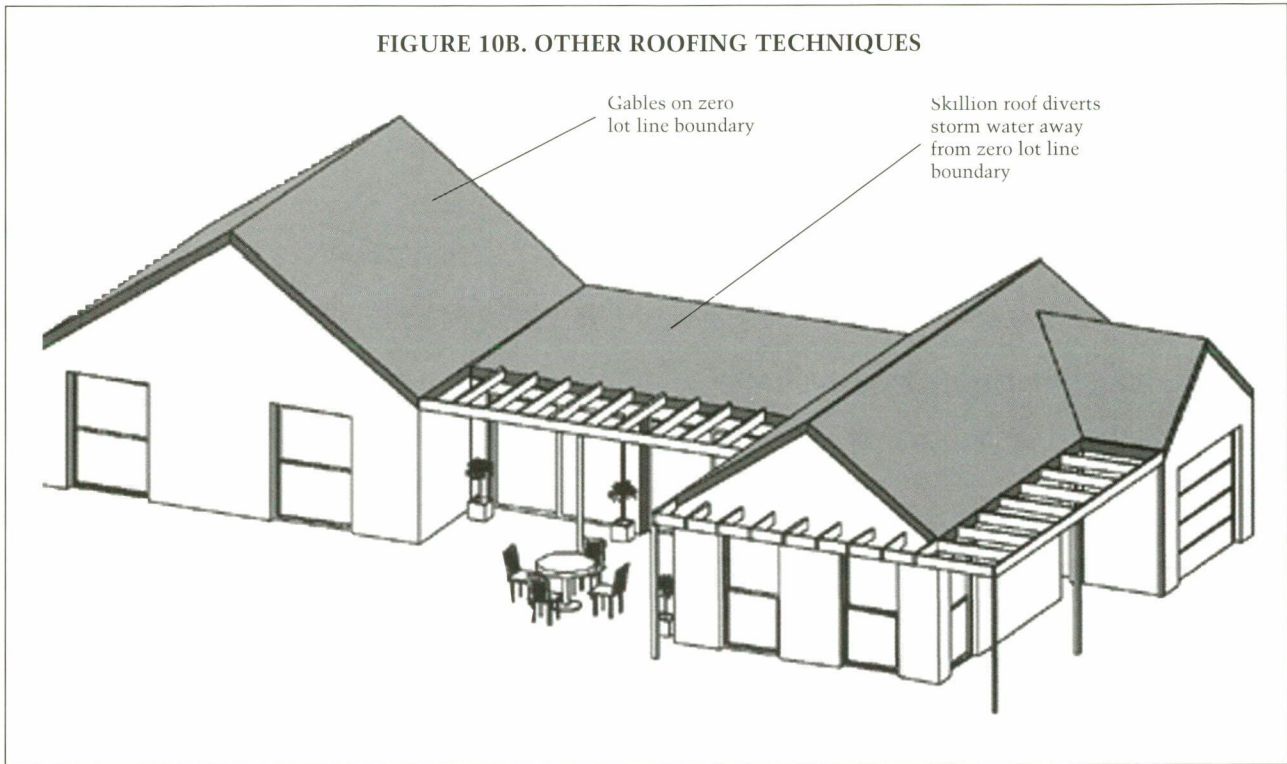 FIGURE 10B. OTHER ROOFING TECHNIQUES
Gables on zero
lot line boundary
Skillion roof diverts
storm water away
from zero lot line
boundary